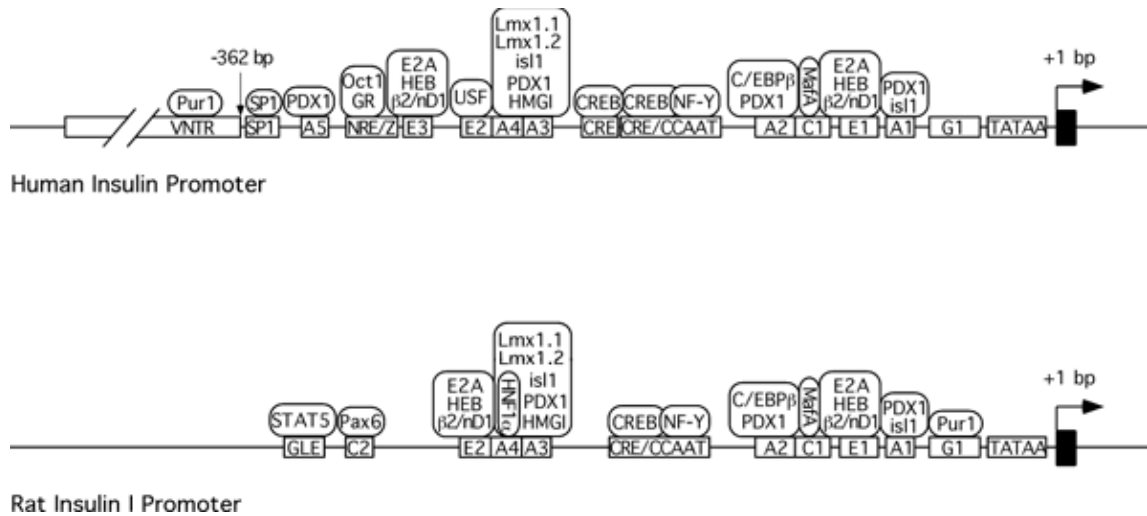 Lmx1.1
Lmx1.2
isl1
PDX1
HMGI
-362 bp
+1 bp
E2A
HEB
β2/nD1
Oct1
GR
C/EBPβ
PDX1
MafA
E2A
HEB
β2/nD1
PDX1
isl1
Pur1
SP1
PDX1
USF
CREB
CREB
NF-Y
VNTR
SP1
A5
NRE/Z
E3
E2
A4
A3
CRE
CRE/CCAAT
A2
C1
E1
A1
G1
TATAA
Human Insulin Promoter
Lmx1.1
Lmx1.2
isl1
PDX1
HMGI
HNF1α
+1 bp
E2A
HEB
β2/nD1
C/EBPβ
PDX1
MafA
E2A
HEB
β2/nD1
PDX1
isl1
STAT5
Pax6
CREB
NF-Y
Pur1
GLE
C2
E2
A4
A3
CRE/CCAAT
A2
C1
E1
A1
G1
TATAA
Rat Insulin I Promoter